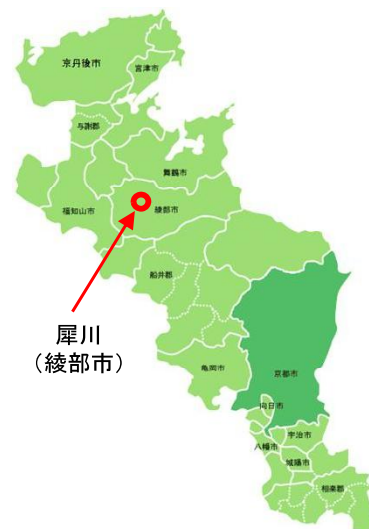 京丹後市
宮津市
与謝郡
舞鶴市
福知山市
綾部市
船井郡
犀川
（綾部市）
亀岡市
京都市
向日市
八幡市
宇治市
城陽市
相楽郡